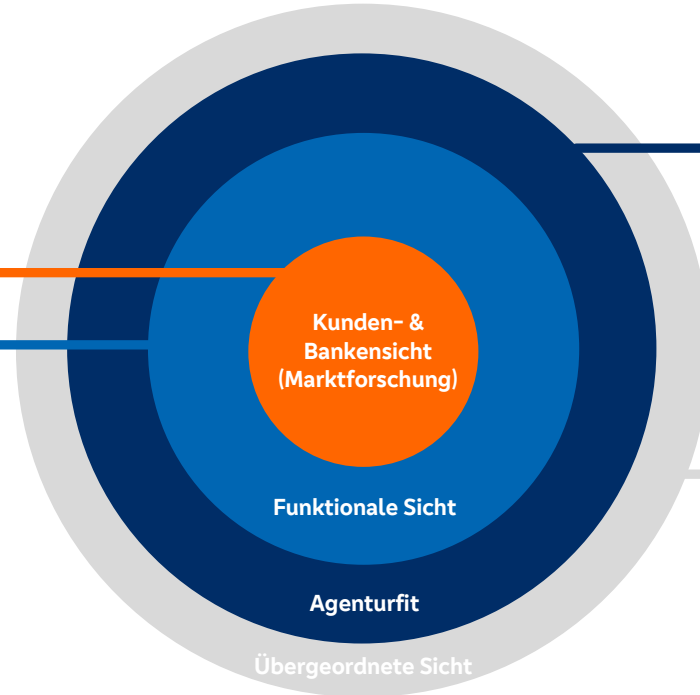 Kunden- &
Bankensicht
(Marktforschung)
Funktionale Sicht
Agenturfit
Übergeordnete Sicht